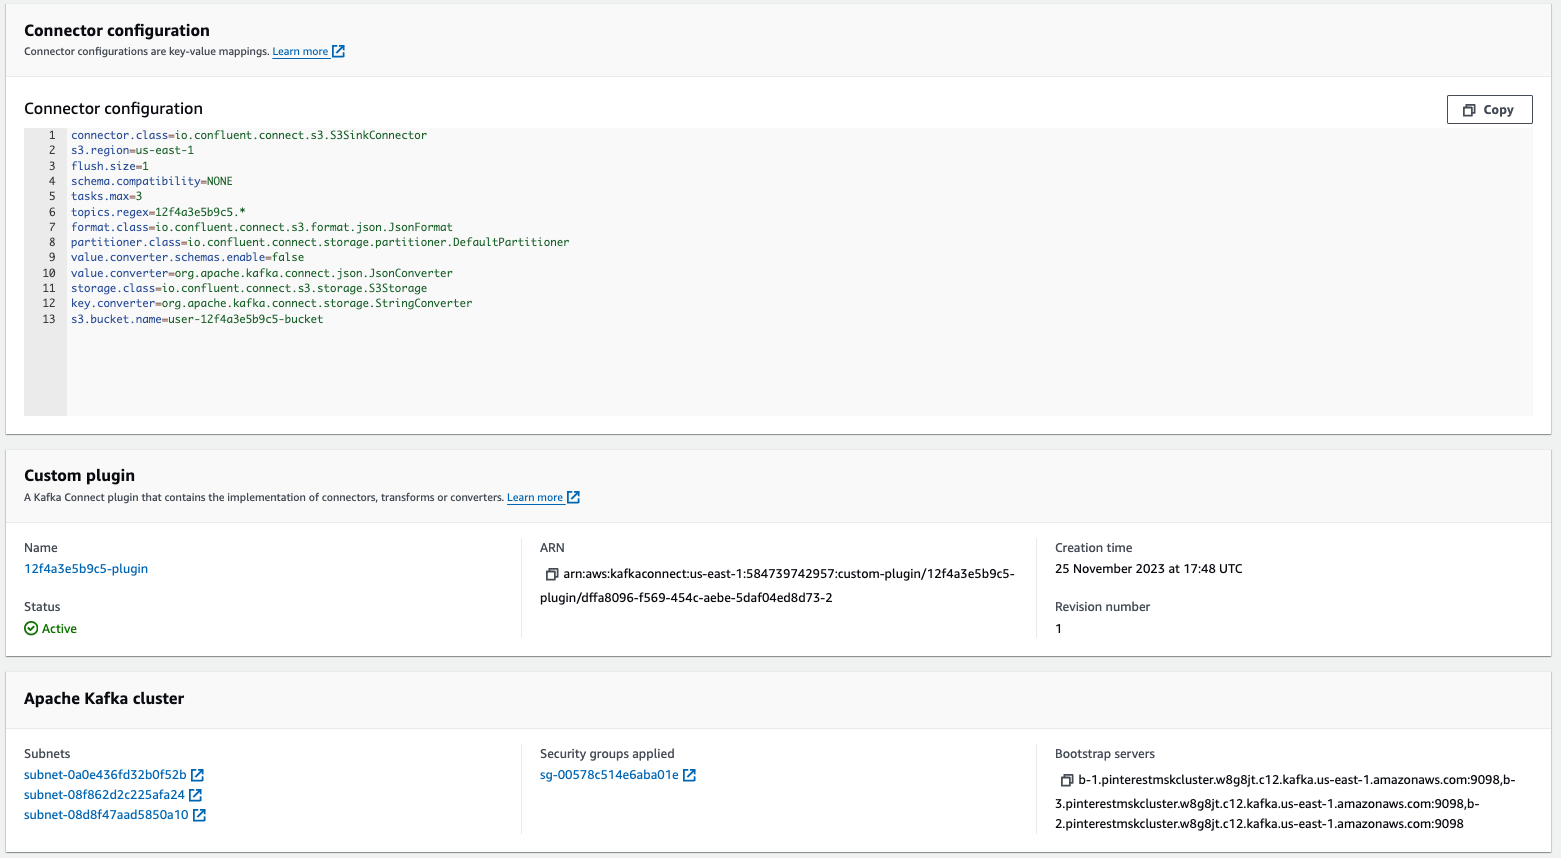 Connector configuration
Connector configurations are key-value mappings. Learn more
Connector configuration
Copy
1 connector.class=io.confluent.connect.s3.S3SinkConnector
2 s3.region=us-east-1
3 flush.size=1
4 schema.compatibility=NONE
5 tasks.max=3
6 topics.regex=12f4a3e5b9c5.*
7 format.class=io.confluent.connect.s3.format.json.JsonFormat
8 partitioner.class=io.confluent.connect.storage.partitioner.DefaultPartitioner
9 value.converter.schemas.enable=false
10 value.converter=org.apache.kafka.connect.json.JsonConverter
11 storage.class=io.confluent.connect.s3.storage.S3Storage
12 key.converter=org.apache.kafka.connect.storage.StringConverter
13 s3.bucket.name=user-12f4a3e5b9c5-bucket
Custom plugin
A Kafka Connect plugin that contains the implementation of connectors, transforms or converters. Learn more
Name
12f4a3e5b9c5-plugin
Status
Active
ARN
arn:aws:kafkaconnect:us-east-1:584739742957:custom-plugin/12f4a3e5b9c5-
plugin/dffa8096-f569-454c-aebe-5daf04ed8d73-2
Creation time
25 November 2023 at 17:48 UTC
Revision number
1
Apache Kafka cluster
Subnets
subnet-0a0e436fd32b0f52b
subnet-08f862d2c225afa24
subnet-08d8f47aad5850a10
Security groups applied
sg-00578c514e6aba01e
Bootstrap servers
b-1.pinterestmskcluster.w8g8jt.c12.kafka.us-east-1.amazonaws.com:9098,b-
3.pinterestmskcluster.w8g8jt.c12.kafka.us-east-1.amazonaws.com:9098,b-
2.pinterestmskcluster.w8g8jt.c12.kafka.us-east-1.amazonaws.com:9098